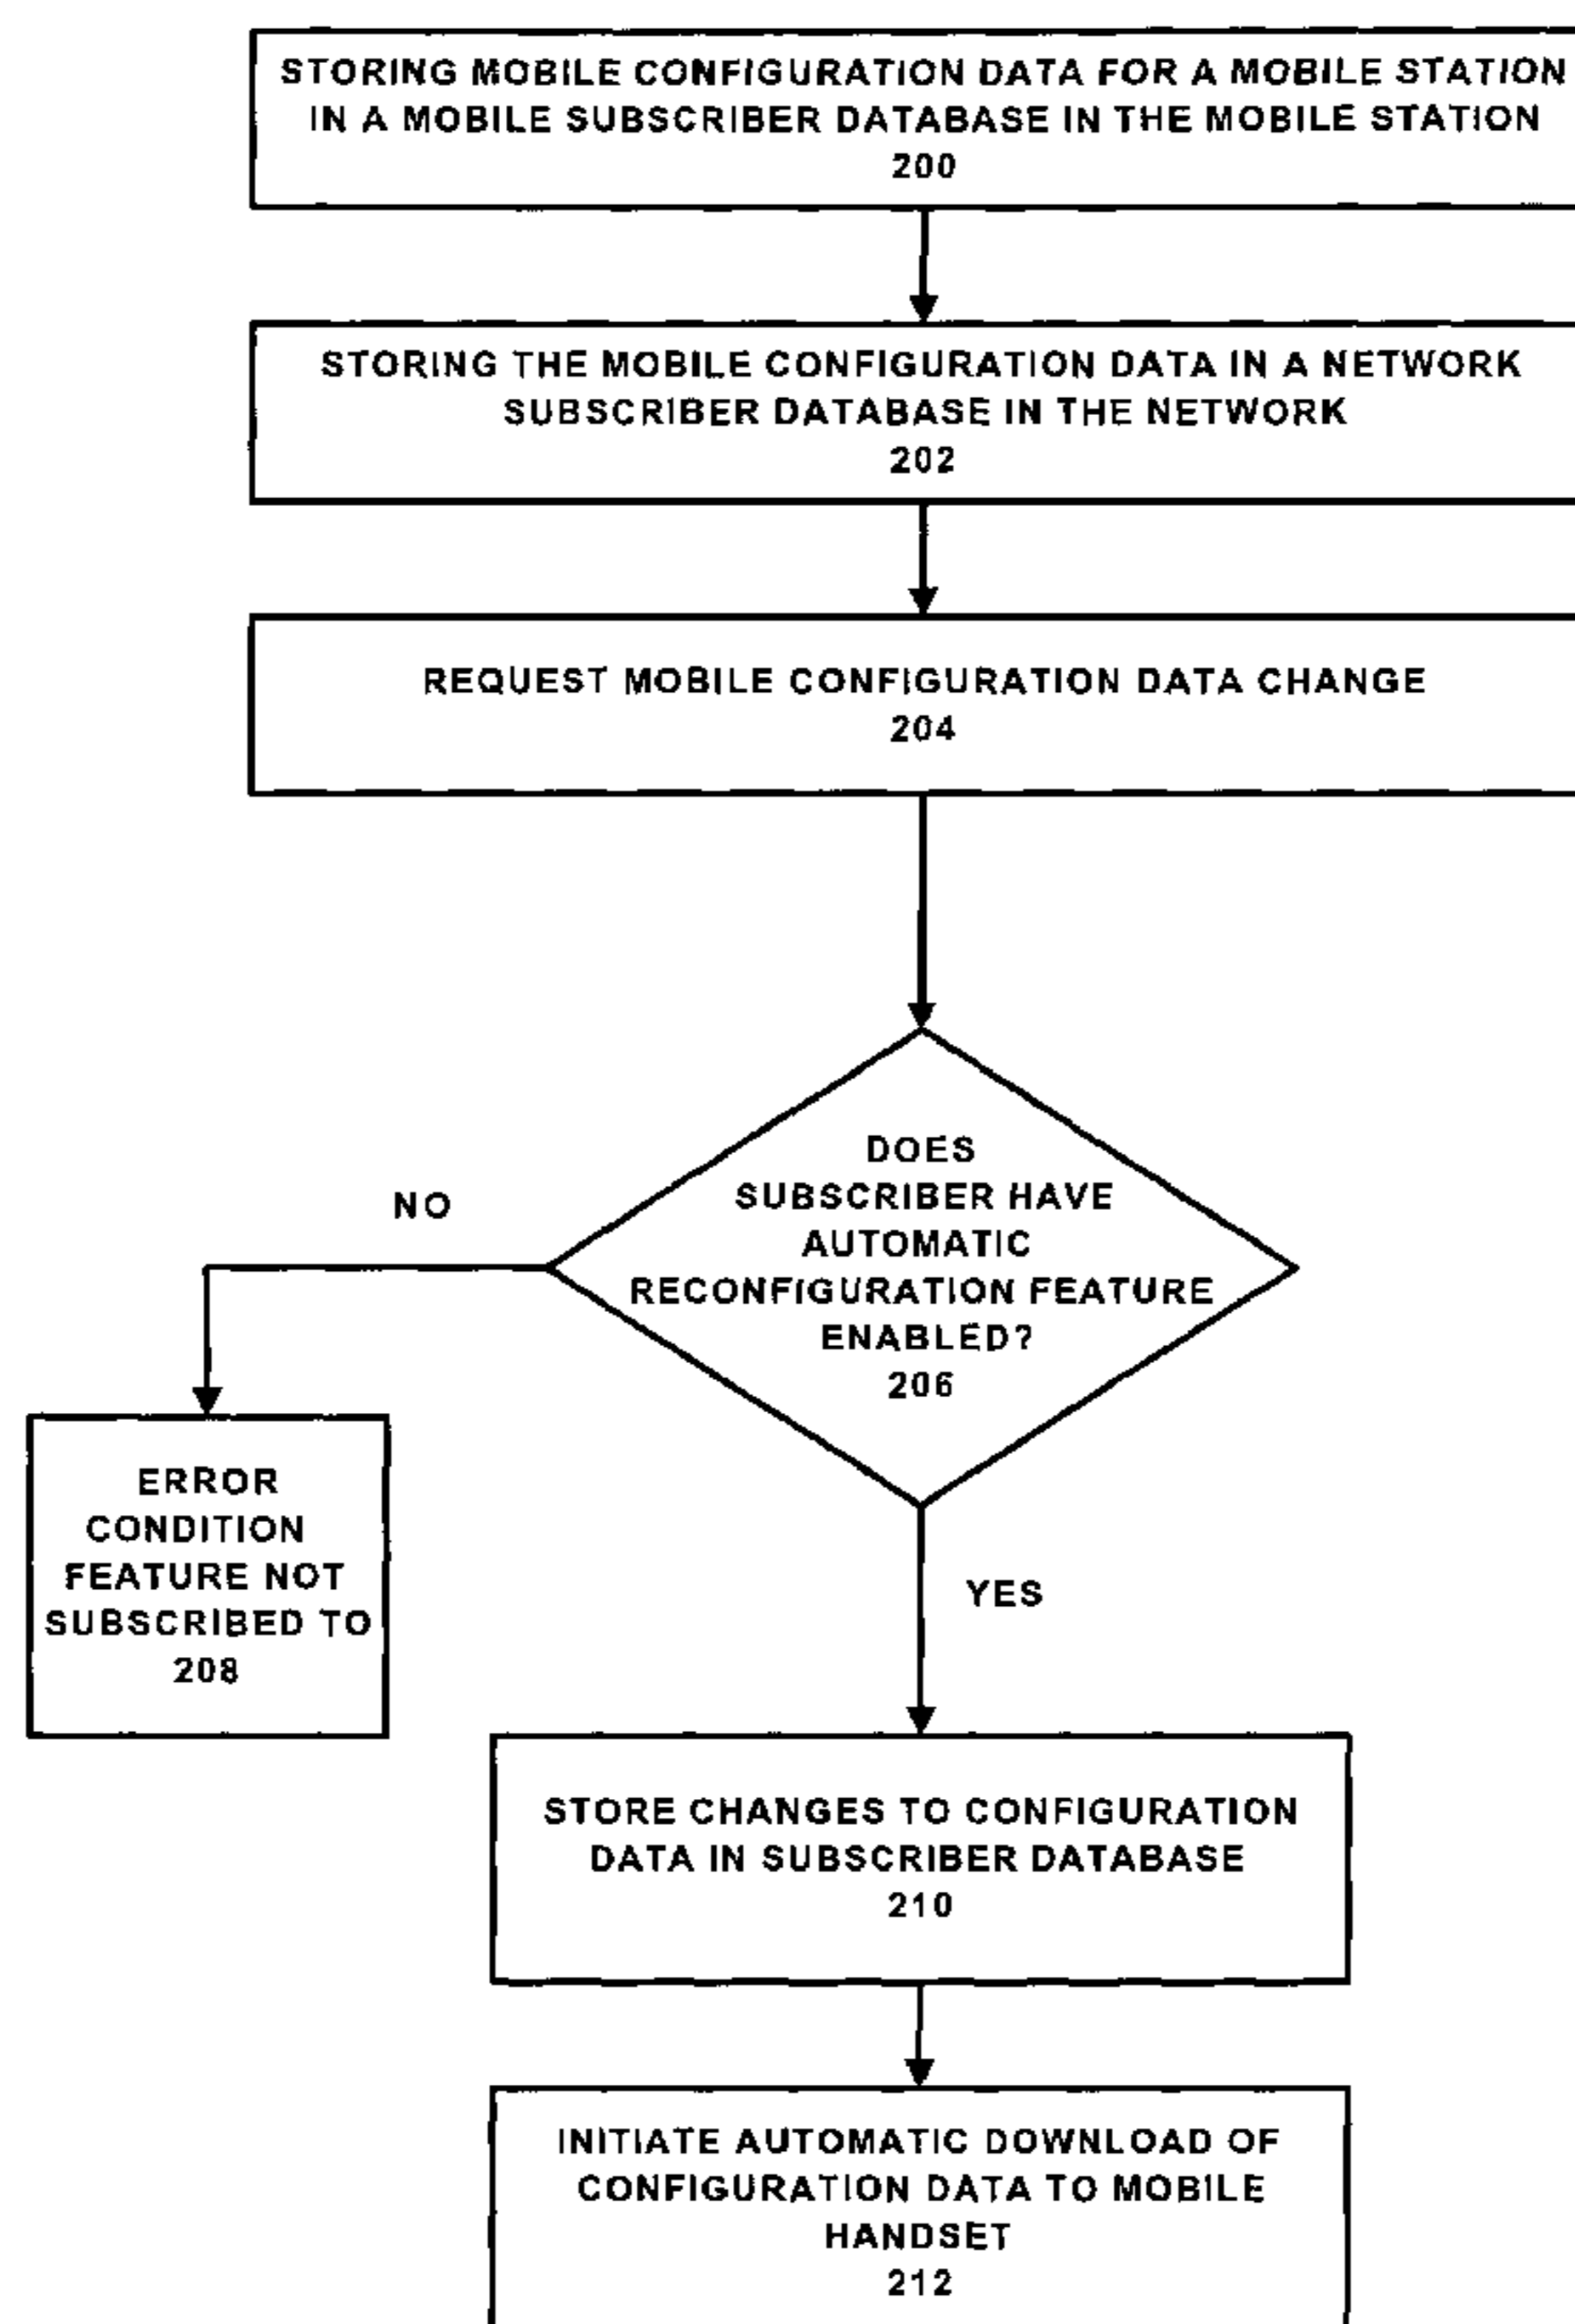 STORING MOBILE CONFIGURATION DATA FOR A MOBILE STATION
IN A MOBILE SUBSCRIBER DATABASE IN THE MOBILE STATION
200
STORING THE MOBILE CONFIGURATION DATA IN A NETWORK
SUBSCRIBER DATABASE IN THE NETWORK
202
REQUEST MOBILE CONFIGURATION DATA CHANGE
204
DOES
SUBSCRIBER HAVE
AUTOMATIC
RECONFIGURATION FEATURE
ENABLED?
206
NO
ERROR
CONDITION
FEATURE NOT
SUBSCRIBED TO
208
YES
STORE CHANGES TO CONFIGURATION
DATA IN SUBSCRIBER DATABASE
210
INITIATE AUTOMATIC DOWNLOAD OF
CONFIGURATION DATA TO MOBILE
HANDSET
212